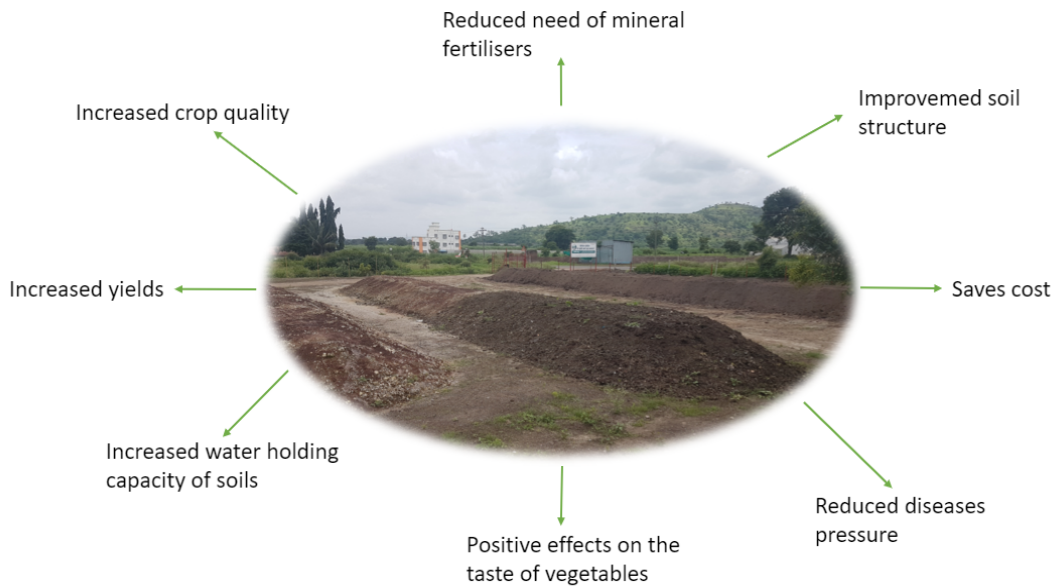 Reduced need of mineral
fertilisers
Improvemed soil
structure
Saves cost
Reduced diseases
pressure
Positive effects on the
taste of vegetables
Increased water holding
capacity of soils
Increased yields
Increased crop quality